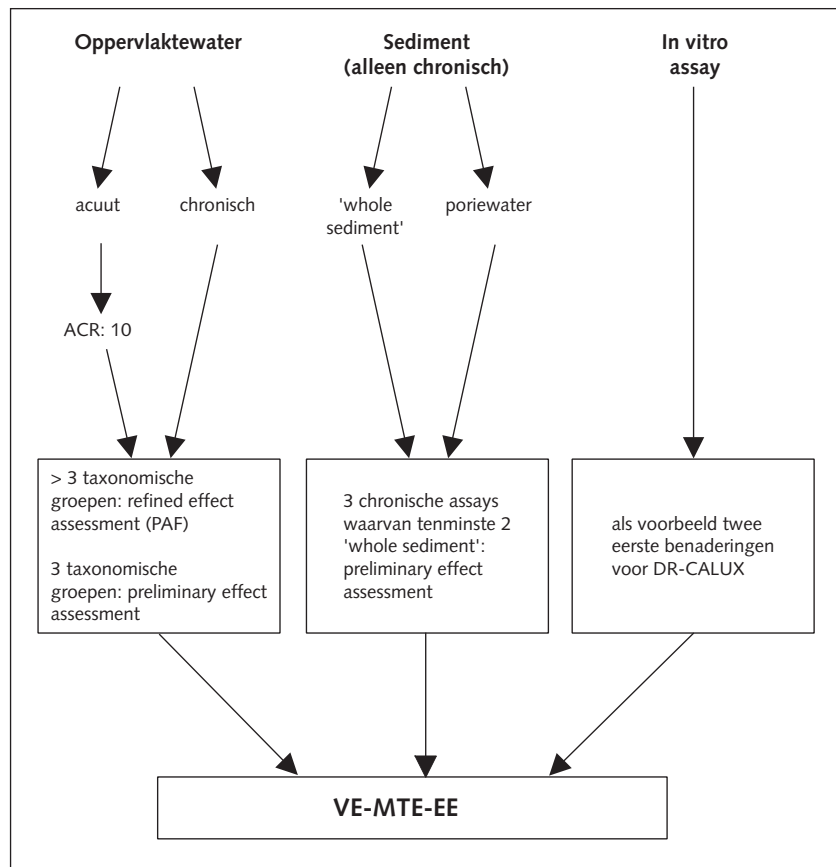 Oppervlaktewater
Sediment
(alleen chronisch)
In vitro
assay
acuut
chronisch
'whole
sediment'
poriewater
ACR: 10
> 3 taxonomische
groepen: refined effect
assessment (PAF)
3 taxonomische
groepen: preliminary effect
assessment
3 chronische assays
waarvan tenminste 2
'whole sediment':
preliminary effect
assessment
als voorbeeld twee
eerste benaderingen
voor DR-CALUX
VE-MTE-EE